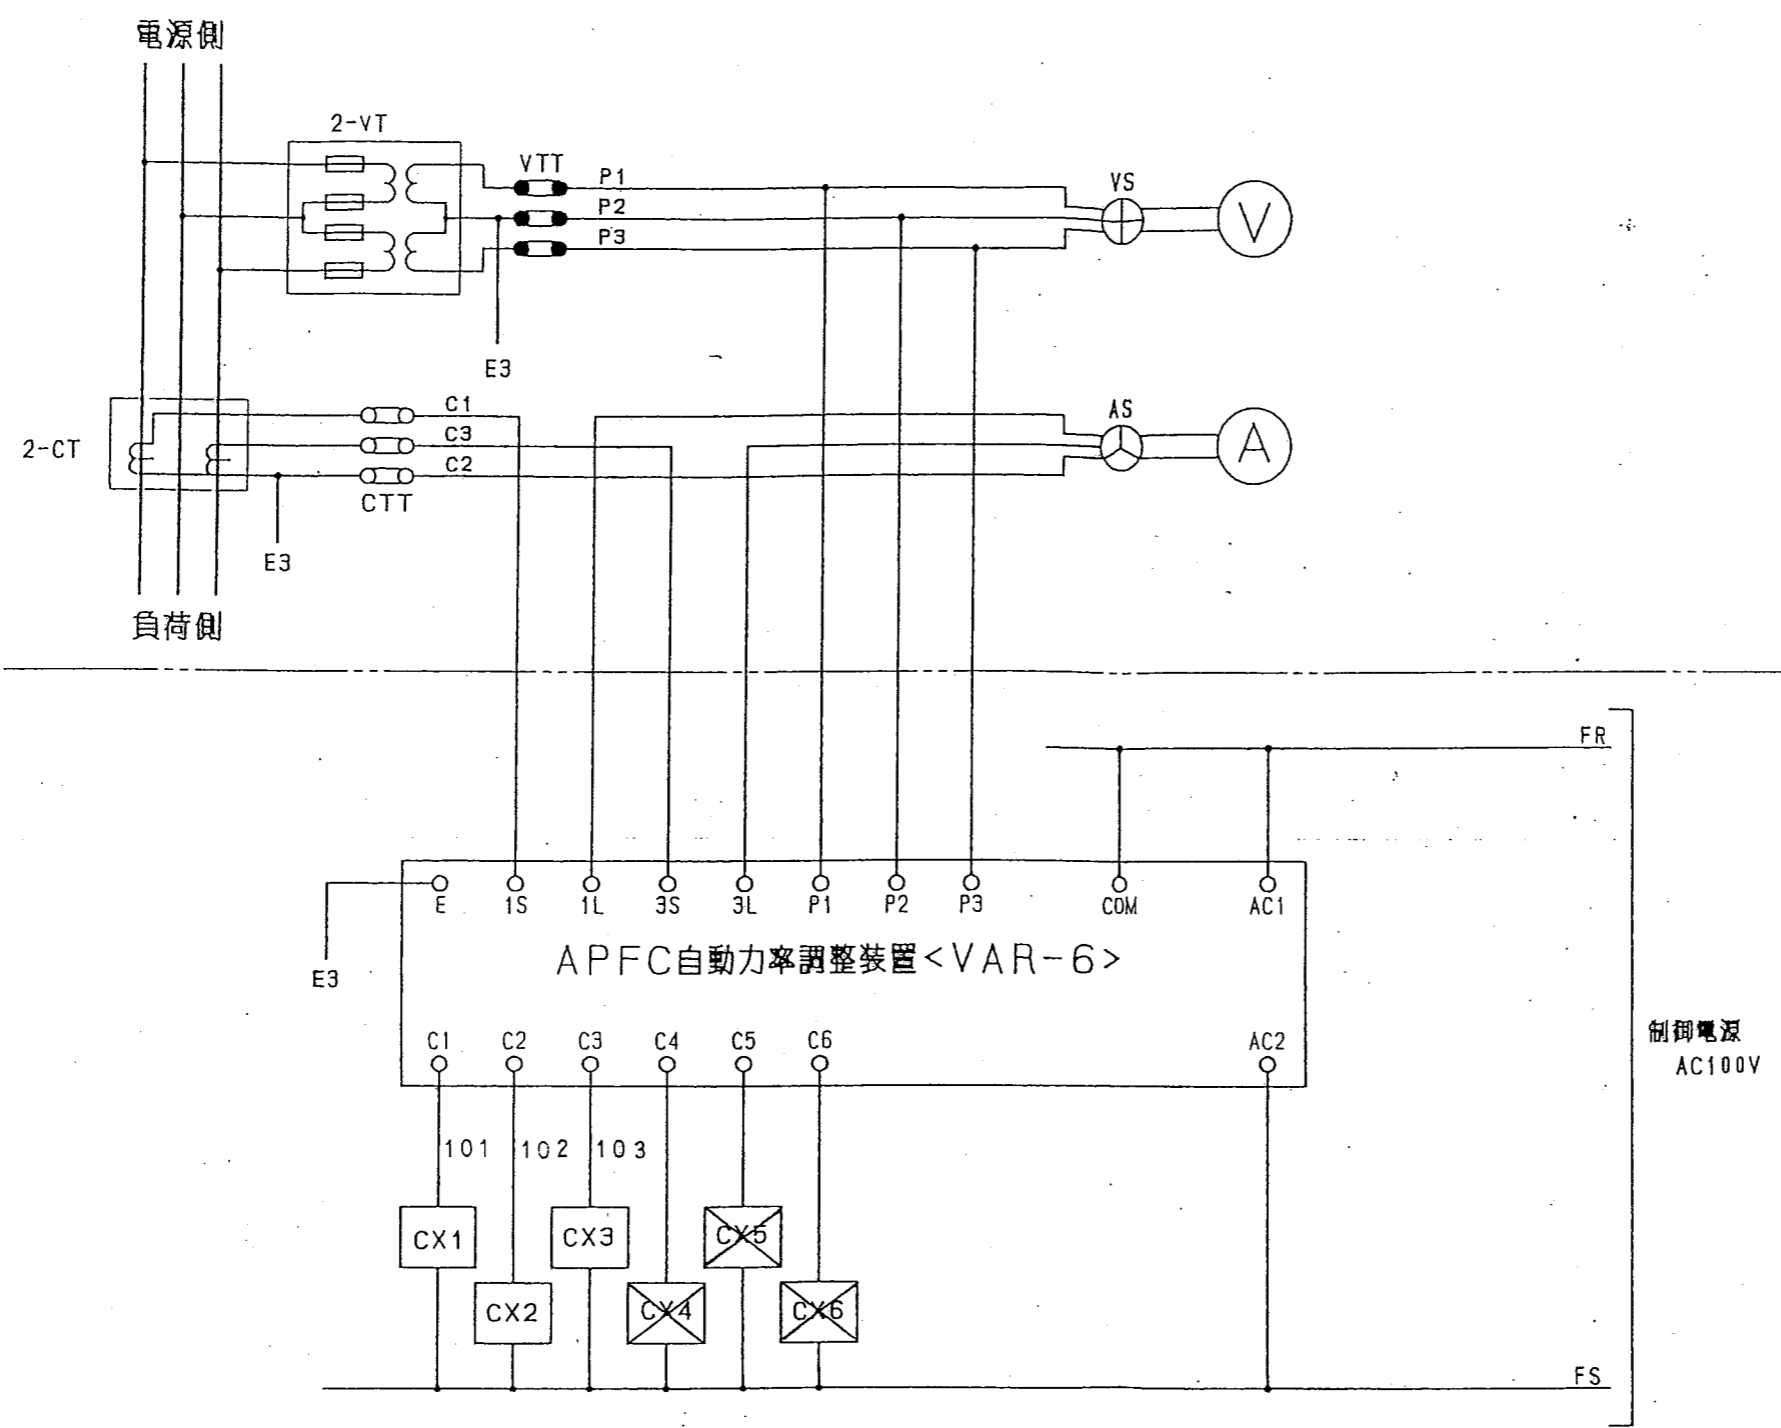 電源側
2-VT
VTT
P1
P2
P3
VS
V
E3
2-CT
C1
C3
C2
CTT
AS
A
E3
負荷側
FR
E
1S
1L
3S
3L
P1
P2
P3
COM
AC1
APFC自動力率調整装置<VAR-6>
E3
C1
C2
C3
C4
C5
C6
AC2
制御電源
AC100V
101
102
103
CX1
CX3
CX5
CX2
CX4
CX6
FS